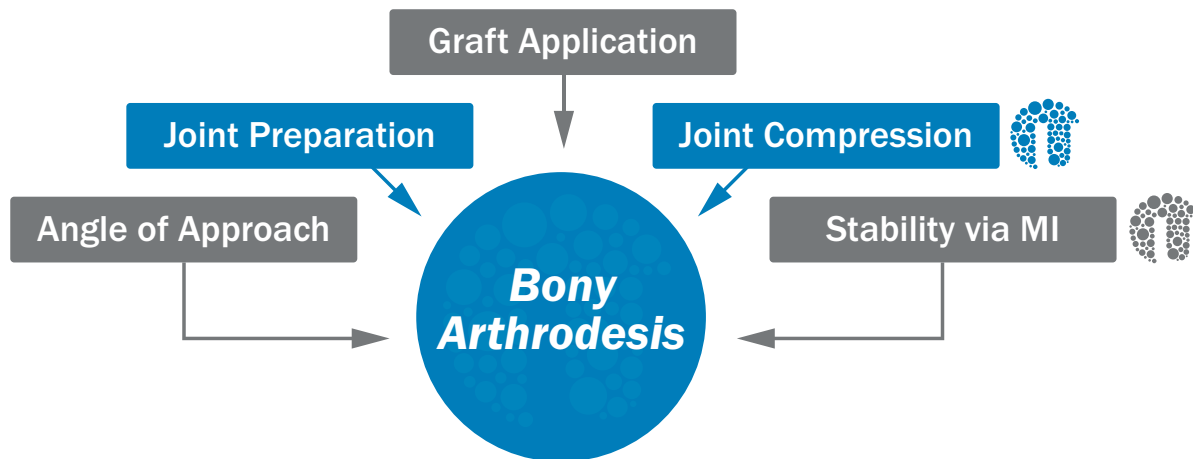 Graft Application
Joint Preparation
Joint Compression
Angle of Approach
Stability via MI
Bony
Arthrodesis